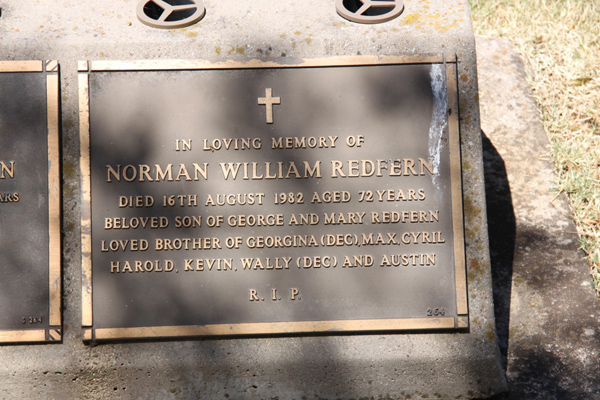 IN LOVING MEMORY OF
NORMAN WILLIAM REDFERN
DIED 16TH AUGUST 1982 AGED 72 YEARS
BELOVED SON OF GEORGE AND MARY REDFERN
LOVED BROTHER OF GEORGINA (DEC), MAX, CYRIL
HAROLD, KEVIN, WALLY (DEC) AND AUSTIN
R. I. P.
264